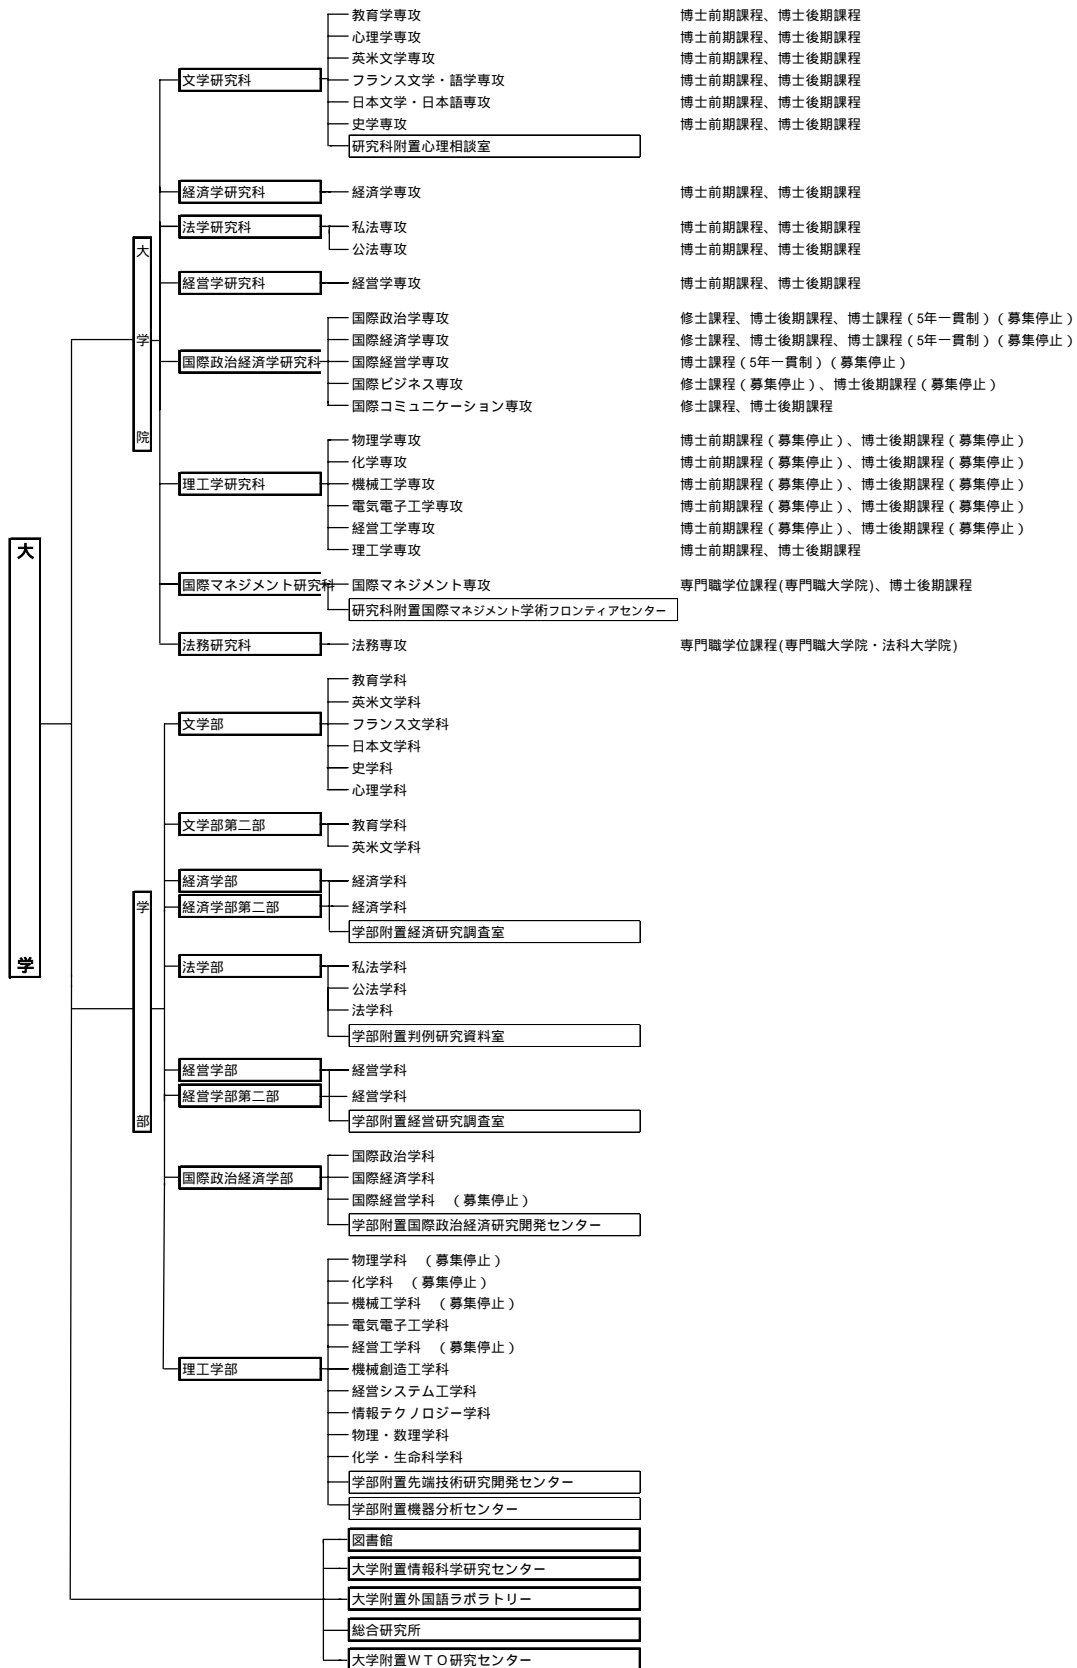 教育学専攻 博士前期課程、博士後期課程
心理学専攻 博士前期課程、博士後期課程
英米文学専攻 博士前期課程、博士後期課程
文学研究科 フランス文学・語学専攻 博士前期課程、博士後期課程
日本文学・日本語専攻 博士前期課程、博士後期課程
史学専攻 博士前期課程、博士後期課程
研究科附置心理相談室
経済学研究科 経済学専攻 博士前期課程、博士後期課程
法学研究科 私法専攻 博士前期課程、博士後期課程
公法専攻 博士前期課程、博士後期課程
大学院
経営学研究科 経営学専攻 博士前期課程、博士後期課程
国際政治学専攻 修士課程、博士後期課程、博士課程（5年一貫制）（募集停止）
国際経済学専攻 修士課程、博士後期課程、博士課程（5年一貫制）（募集停止）
国際政治経済学研究科 国際経営学専攻 博士課程（5年一貫制）（募集停止）
国際ビジネス専攻 修士課程（募集停止）、博士後期課程（募集停止）
国際コミュニケーション専攻 修士課程、博士後期課程
物理学専攻 博士前期課程（募集停止）、博士後期課程（募集停止）
化学専攻 博士前期課程（募集停止）、博士後期課程（募集停止）
理工学研究科 機械工学専攻 博士前期課程（募集停止）、博士後期課程（募集停止）
電気電子工学専攻 博士前期課程（募集停止）、博士後期課程（募集停止）
経営工学専攻 博士前期課程（募集停止）、博士後期課程（募集停止）
理工学専攻 博士前期課程、博士後期課程
大学
国際マネジメント研究科 国際マネジメント専攻 専門職学位課程(専門職大学院)、博士後期課程
研究科附置国際マネジメント学術フロンティアセンター
法務研究科 法務専攻 専門職学位課程(専門職大学院・法科大学院)
教育学科
英米文学科
文学部 フランス文学科
日本文学科
史学科
心理学科
文学部第二部 教育学科
英米文学科
経済学部 経済学科
経済学部第二部 経済学科
学部附置経済研究調査室
学部
法学部 私法学科
公法学科
法学科
学部附置判例研究資料室
経営学部 経営学科
経営学部第二部 経営学科
学部附置経営研究調査室
国際政治学科
国際政治経済学部 国際経済学科
国際経営学科 （募集停止）
学部附置国際政治経済研究開発センター
物理学科 （募集停止）
化学科 （募集停止）
機械工学科 （募集停止）
電気電子工学科
経営工学科 （募集停止）
理工学部 機械創造工学科
経営システム工学科
情報テクノロジー学科
物理・数理学科
化学・生命科学科
学部附置先端技術研究開発センター
学部附置機器分析センター
図書館
大学附置情報科学研究センター
大学附置外国語ラボラトリー
総合研究所
大学附置ＷＴＯ研究センター